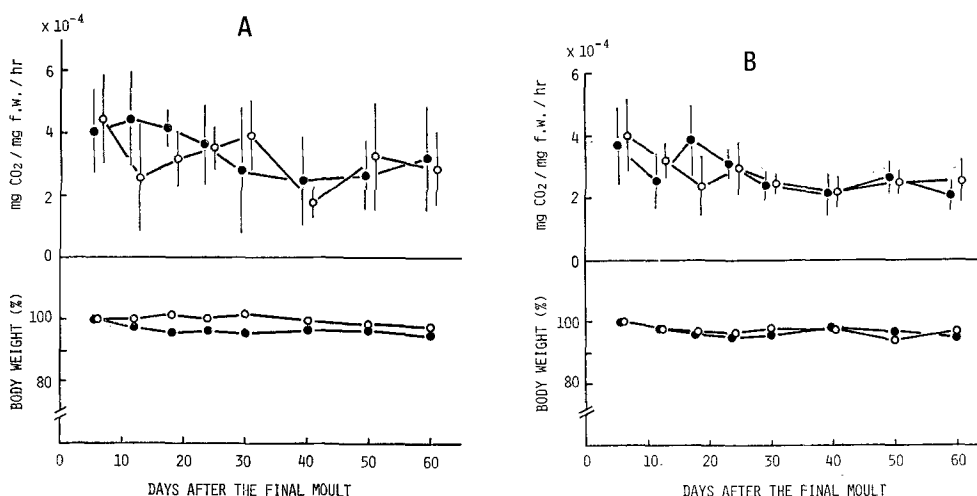 A
× 10⁻⁴
mg CO₂ / mg f.w. / hr
6
4
2
0
BODY WEIGHT (%)
100
80
0 10 20 30 40 50 60
DAYS AFTER THE FINAL MOULT
B
× 10⁻⁴
mg CO₂ / mg f.w. / hr
6
4
2
0
BODY WEIGHT (%)
100
80
0 10 20 30 40 50 60
DAYS AFTER THE FINAL MOULT